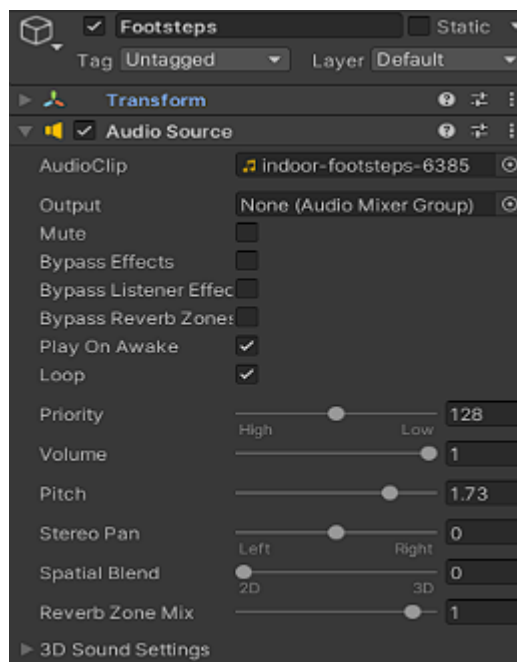 Footsteps Static
Tag Untagged Layer Default
Transform
Audio Source
AudioClip indoor-footsteps-6385
Output None (Audio Mixer Group)
Mute
Bypass Effects
Bypass Listener Effec
Bypass Reverb Zones
Play On Awake
Loop
Priority 128
High Low
Volume 1
Pitch 1.73
Stereo Pan 0
Left Right
Spatial Blend 0
2D 3D
Reverb Zone Mix 1
3D Sound Settings